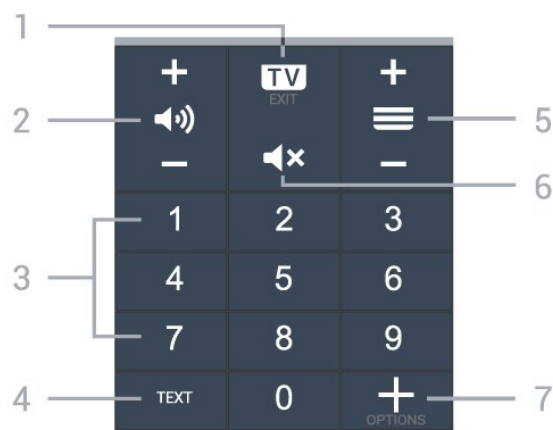 1
+ TV +
EXIT
2 5
- × -
6
1 2 3
3
4 5 6
7 8 9
4 TEXT 0 + 7
OPTIONS